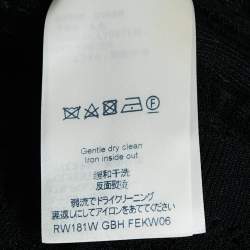 F
Gentle dry clean
Iron inside out
缓和干洗
反面熨烫
弱流でドライクリーニング
裏返しにしてアイロンをあててください
RW181W GBH FEKW06